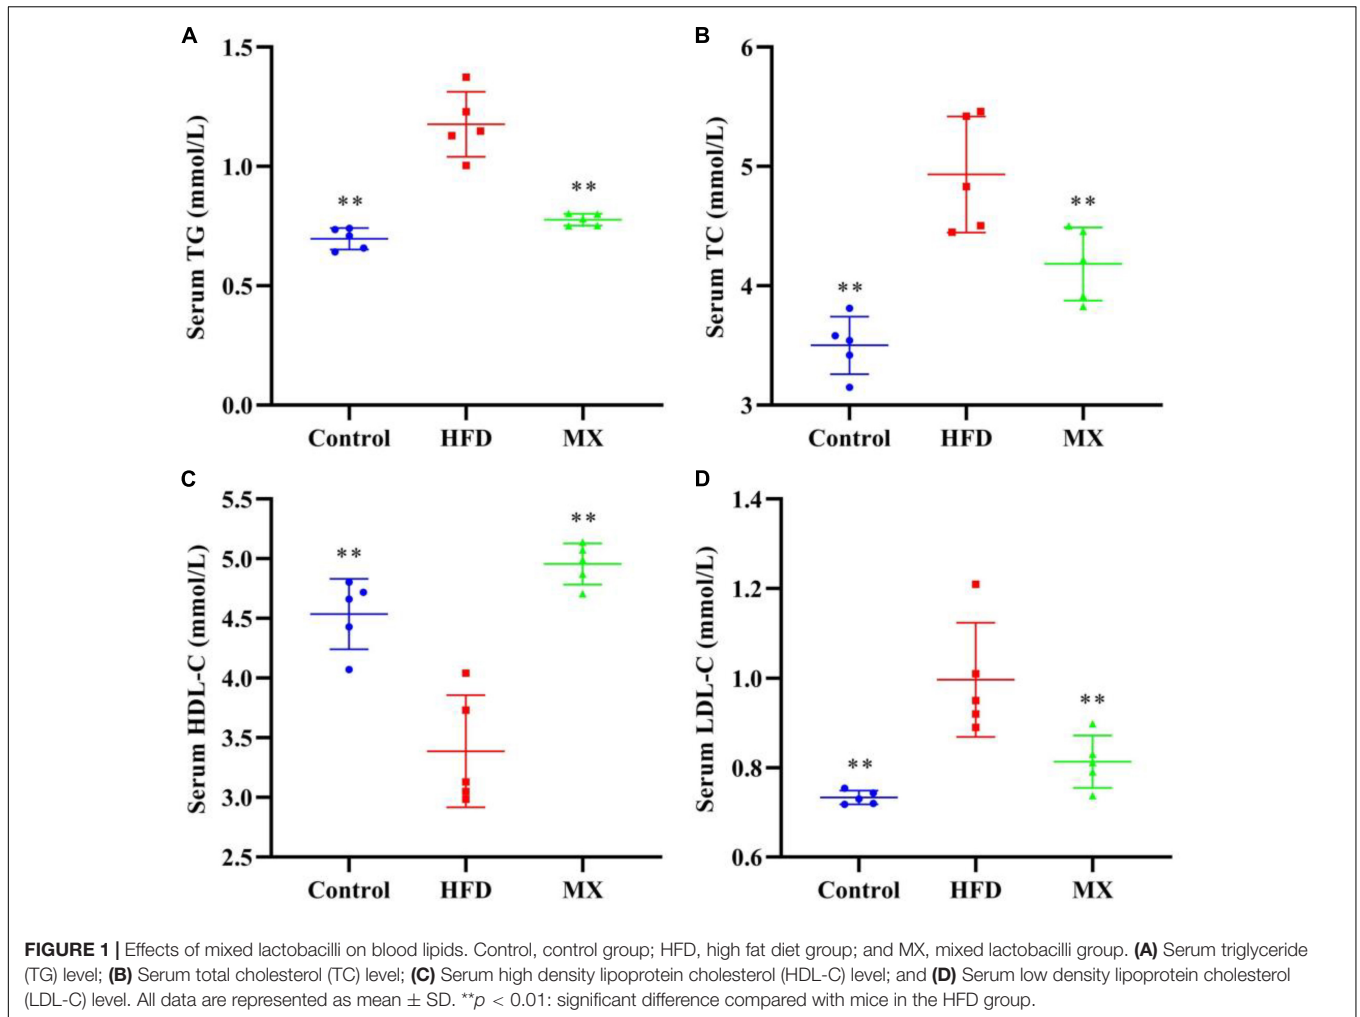 A
1.5
1.0
0.5
0.0
Serum TG (mmol/L)
**
**
Control HFD MX
B
6
5
4
3
Serum TC (mmol/L)
**
**
Control HFD MX
C
5.5
5.0
4.5
4.0
3.5
3.0
2.5
Serum HDL-C (mmol/L)
**
**
Control HFD MX
D
1.4
1.2
1.0
0.8
0.6
Serum LDL-C (mmol/L)
**
**
Control HFD MX
FIGURE 1 | Effects of mixed lactobacilli on blood lipids. Control, control group; HFD, high fat diet group; and MX, mixed lactobacilli group. (A) Serum triglyceride
(TG) level; (B) Serum total cholesterol (TC) level; (C) Serum high density lipoprotein cholesterol (HDL-C) level; and (D) Serum low density lipoprotein cholesterol
(LDL-C) level. All data are represented as mean ± SD. **p < 0.01: significant difference compared with mice in the HFD group.